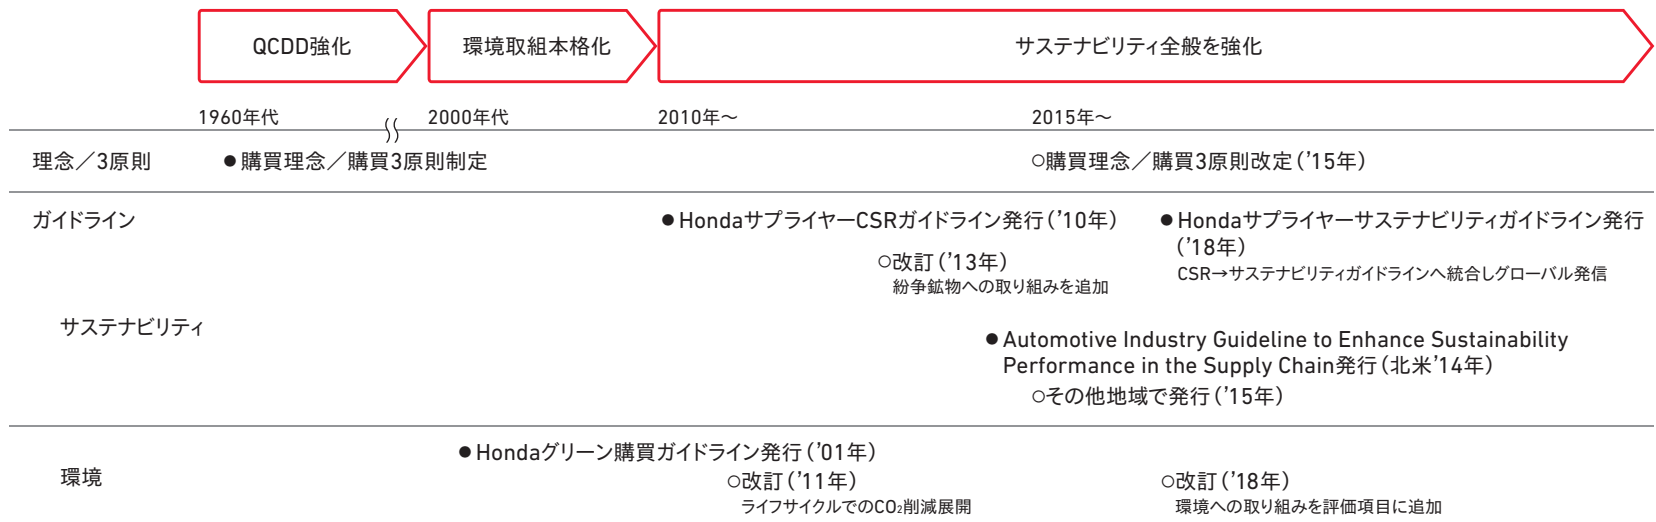 QCDD強化
環境取組本格化
サステナビリティ全般を強化
1960年代
2000年代
2010年～
2015年～
理念／3原則
●購買理念／購買3原則制定
○購買理念／購買3原則改定（'15年）
ガイドライン
●HondaサプライヤーCSRガイドライン発行（'10年）
○改訂（'13年）
紛争鉱物への取り組みを追加
●Hondaサプライヤーサステナビリティガイドライン発行
（'18年）
CSR→サステナビリティガイドラインへ統合しグローバル発信
サステナビリティ
●Automotive Industry Guideline to Enhance Sustainability
Performance in the Supply Chain発行（北米'14年）
○その他地域で発行（'15年）
環境
●Hondaグリーン購買ガイドライン発行（'01年）
○改訂（'11年）
ライフサイクルでのCO₂削減展開
○改訂（'18年）
環境への取り組みを評価項目に追加